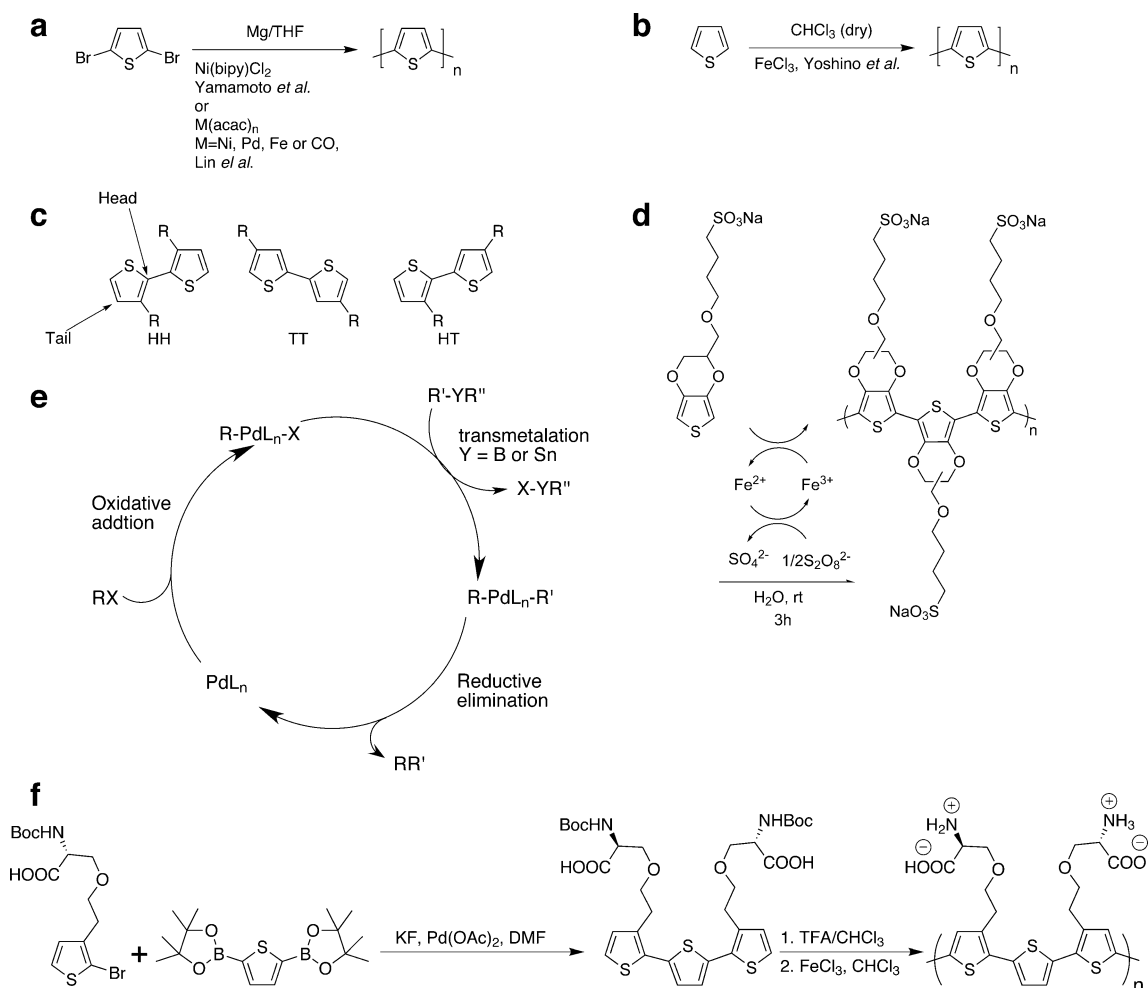 a
Br
S
Br
Mg/THF
Ni(bipy)Cl2
Yamamoto et al.
or
M(acac)n
M=Ni, Pd, Fe or CO,
Lin el al.
S
n
b
S
CHCl3 (dry)
FeCl3, Yoshino et al.
S
n
c
Head
Tail
R
S
S
R
HH
R
S
S
R
TT
R
S
S
R
HT
d
SO3Na
O
O
O
S
SO3Na
SO3Na
O
O
O
O
O
O
O
S
S
S
n
O
O
O
NaO3S
Fe2+
Fe3+
SO42-
1/2S2O82-
H2O, rt
3h
e
R'-YR"
R-PdLn-X
transmetalation
Y = B or Sn
X-YR"
Oxidative
addtion
RX
R-PdLn-R'
PdLn
Reductive
elimination
RR'
f
BocHN
HOOC
O
S
Br
+
O
B
O
S
O
B
O
KF, Pd(OAc)2, DMF
BocHN
NHBoc
HOOC
O
O
COOH
S
S
S
1. TFA/CHCl3
2. FeCl3, CHCl3
+
H2N
+
NH3
−
HOOC
O
O
−
COO
S
S
S
n